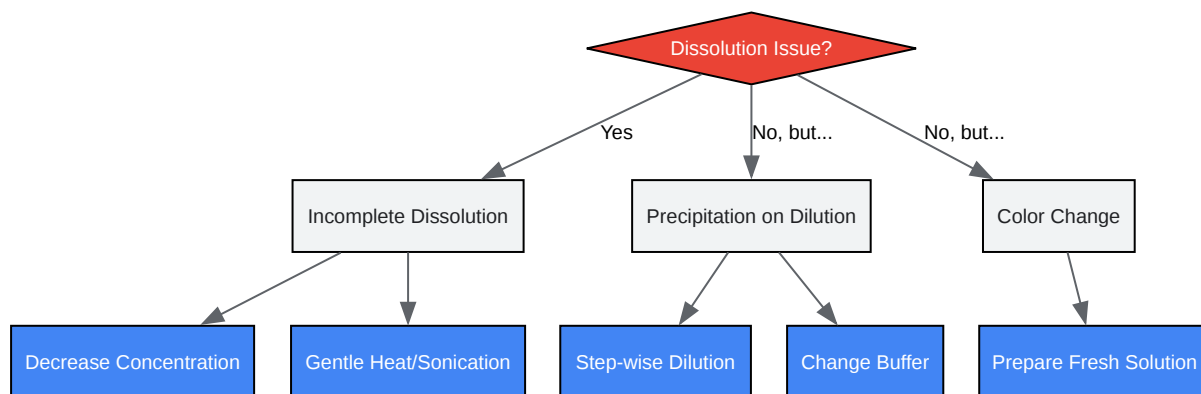 Dissolution Issue?
Yes
No, but...
No, but...
Incomplete Dissolution
Precipitation on Dilution
Color Change
Decrease Concentration
Gentle Heat/Sonication
Step-wise Dilution
Change Buffer
Prepare Fresh Solution